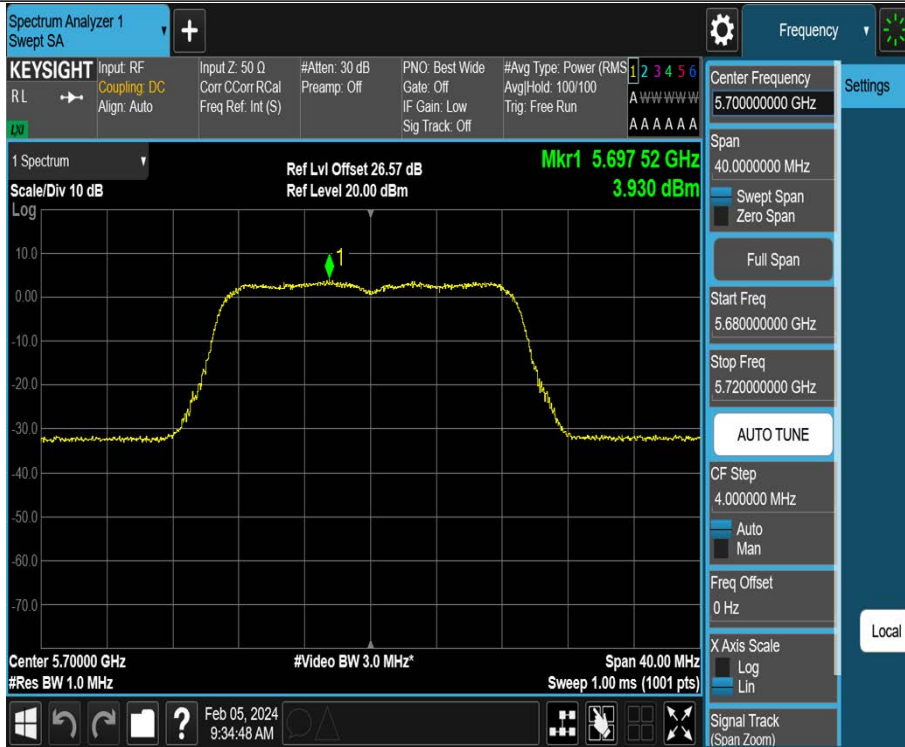 Spectrum Analyzer 1
Swept SA
+
Frequency
KEYSIGHT
RL
LXI
Input: RF
Coupling: DC
Align: Auto
Input Z: 50 Ω
Corr CCorr RCal
Freq Ref: Int (S)
#Atten: 30 dB
Preamp: Off
PNO: Best Wide
Gate: Off
IF Gain: Low
Sig Track: Off
#Avg Type: Power (RMS
Avg|Hold: 100/100
Trig: Free Run
1 2 3 4 5 6
A W W W W W
A A A A A A
1 Spectrum
Scale/Div 10 dB
Log
Ref Lvl Offset 26.57 dB
Ref Level 20.00 dBm
Mkr1 5.697 52 GHz
3.930 dBm
1
10.0
0.00
-10.0
-20.0
-30.0
-40.0
-50.0
-60.0
-70.0
Center 5.70000 GHz
#Res BW 1.0 MHz
#Video BW 3.0 MHz*
Span 40.00 MHz
Sweep 1.00 ms (1001 pts)
?
Feb 05, 2024
9:34:48 AM
Center Frequency
5.700000000 GHz
Span
40.0000000 MHz
Swept Span
Zero Span
Full Span
Start Freq
5.680000000 GHz
Stop Freq
5.720000000 GHz
AUTO TUNE
CF Step
4.000000 MHz
Auto
Man
Freq Offset
0 Hz
X Axis Scale
Log
Lin
Signal Track
(Span Zoom)
Settings
Local